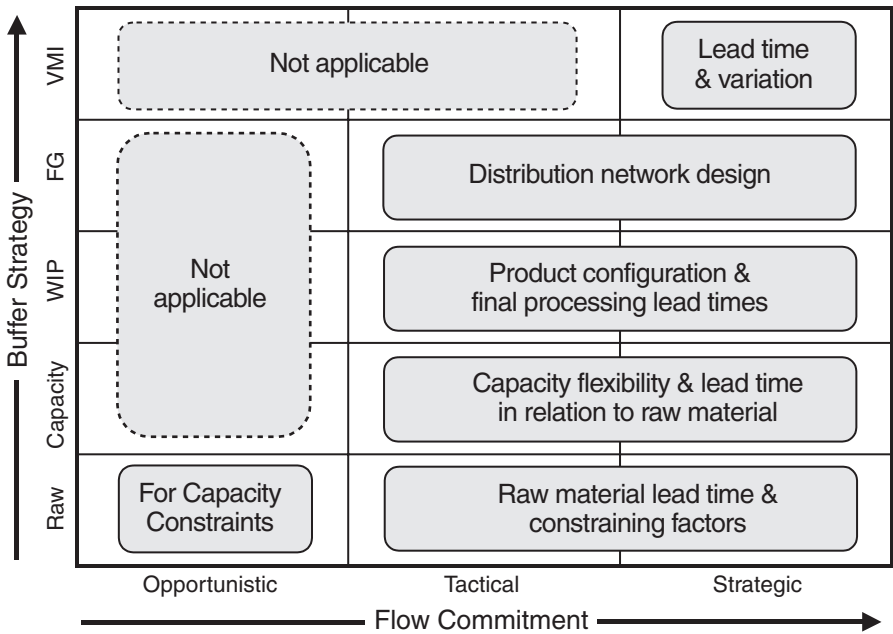 Buffer Strategy
VMI
Not applicable
Lead time
& variation
FG
Distribution network design
WIP
Not
applicable
Product configuration &
final processing lead times
Capacity
Capacity flexibility & lead time
in relation to raw material
Raw
For Capacity
Constraints
Raw material lead time &
constraining factors
Opportunistic
Tactical
Strategic
Flow Commitment